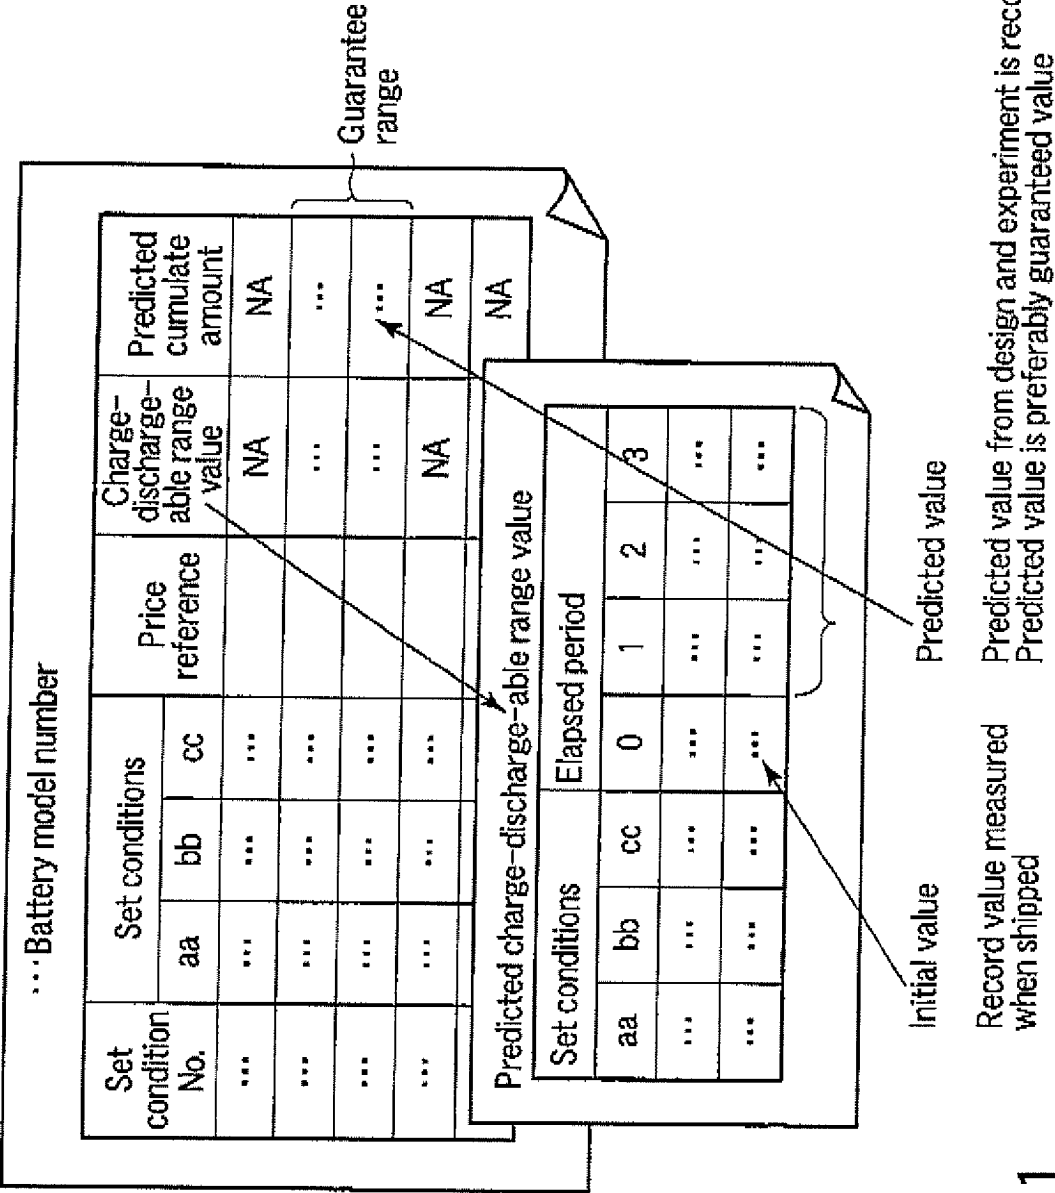 …Battery model number
Set
condition
No.
Set conditions
Price
reference
Charge-
discharge-
able range
value
Predicted
cumulate
amount
aa bb cc
... ... ... ... NA NA
... ... ... ... ... ...
... ... ... ... ... ...
... ... ... ... NA NA
NA
Guarantee
range
Predicted charge-discharge-able range value
Set conditions Elapsed period
aa bb cc 0 1 2 3
... ... ... ... ... ... ...
... ... ... ... ... ... ...
Initial value
Predicted value
Record value measured
when shipped
Predicted value from design and experiment is
Predicted value is preferably guaranteed value
1